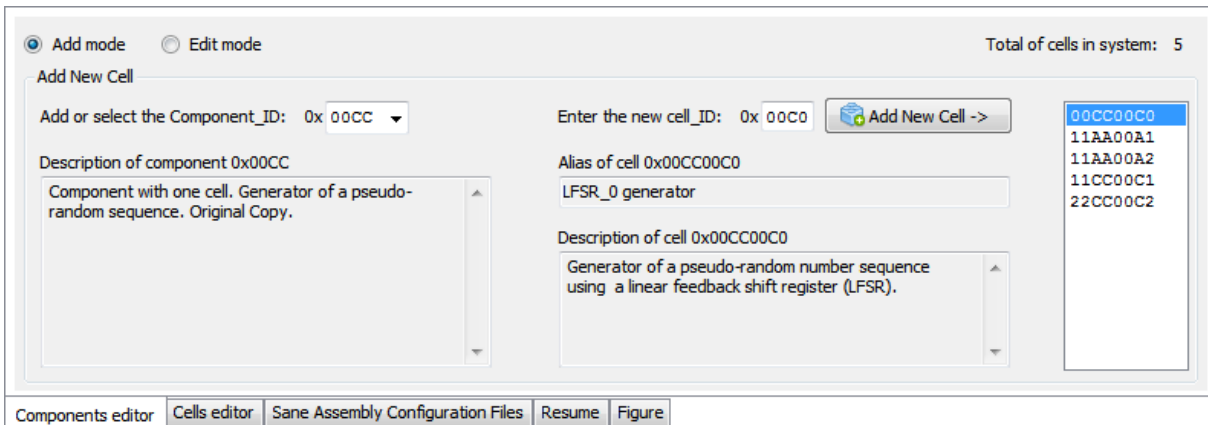 Add mode Edit mode Total of cells in system: 5
Add New Cell
Add or select the Component_ID: 0x 00CC Enter the new cell_ID: 0x 00C0 Add New Cell ->
Description of component 0x00CC
Component with one cell. Generator of a pseudo-
random sequence. Original Copy.
Alias of cell 0x00CC00C0
LFSR_0 generator
Description of cell 0x00CC00C0
Generator of a pseudo-random number sequence
using  a linear feedback shift register (LFSR).
00CC00C0
11AA00A1
11AA00A2
11CC00C1
22CC00C2
Components editor Cells editor Sane Assembly Configuration Files Resume Figure